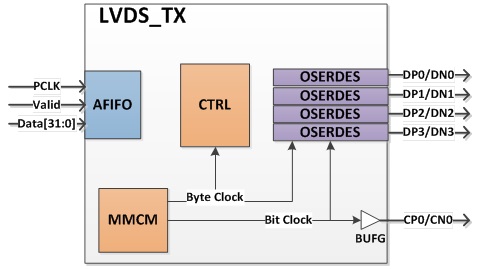 LVDS_TX
PCLK
Valid
Data[31:0]
AFIFO
CTRL
OSERDES
OSERDES
OSERDES
OSERDES
DP0/DN0
DP1/DN1
DP2/DN2
DP3/DN3
Byte Clock
MMCM
Bit Clock
BUFG
CP0/CN0